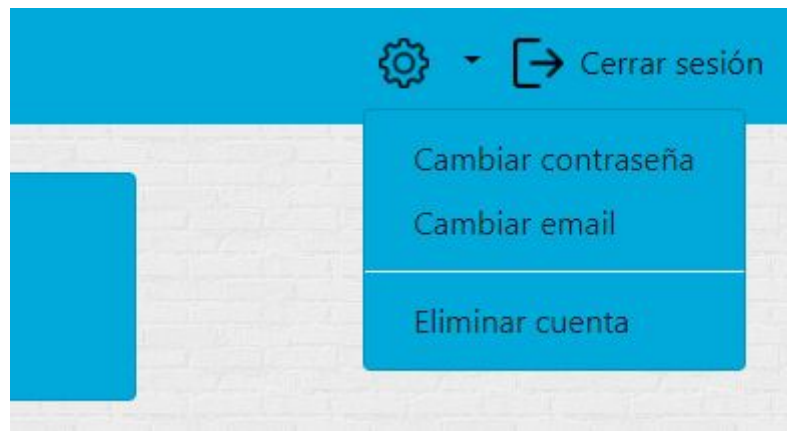 Cerrar sesión
Cambiar contraseña
Cambiar email
Eliminar cuenta